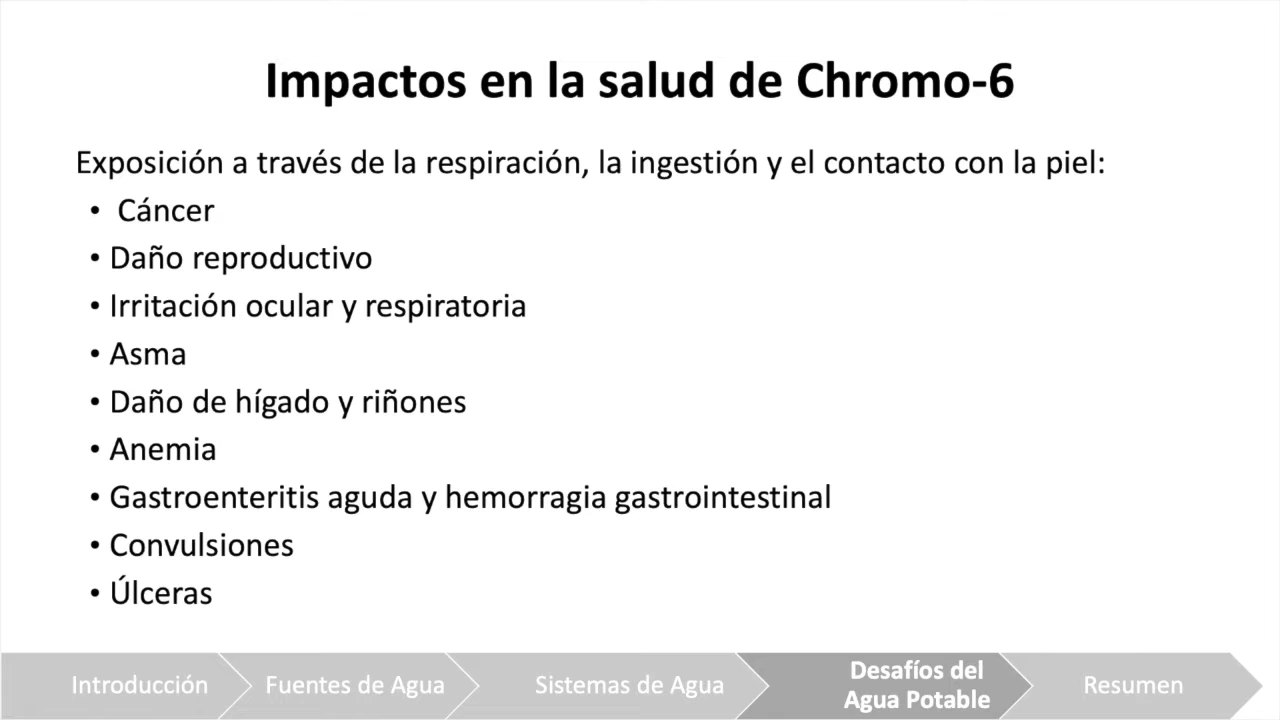 Impactos en la salud de Chromo-6
Exposición a través de la respiración, la ingestión y el contacto con la piel:
• Cáncer
• Daño reproductivo
• Irritación ocular y respiratoria
• Asma
• Daño de hígado y riñones
• Anemia
• Gastroenteritis aguda y hemorragia gastrointestinal
• Convulsiones
• Úlceras
Introducción
Fuentes de Agua
Sistemas de Agua
Desafíos del
Agua Potable
Resumen